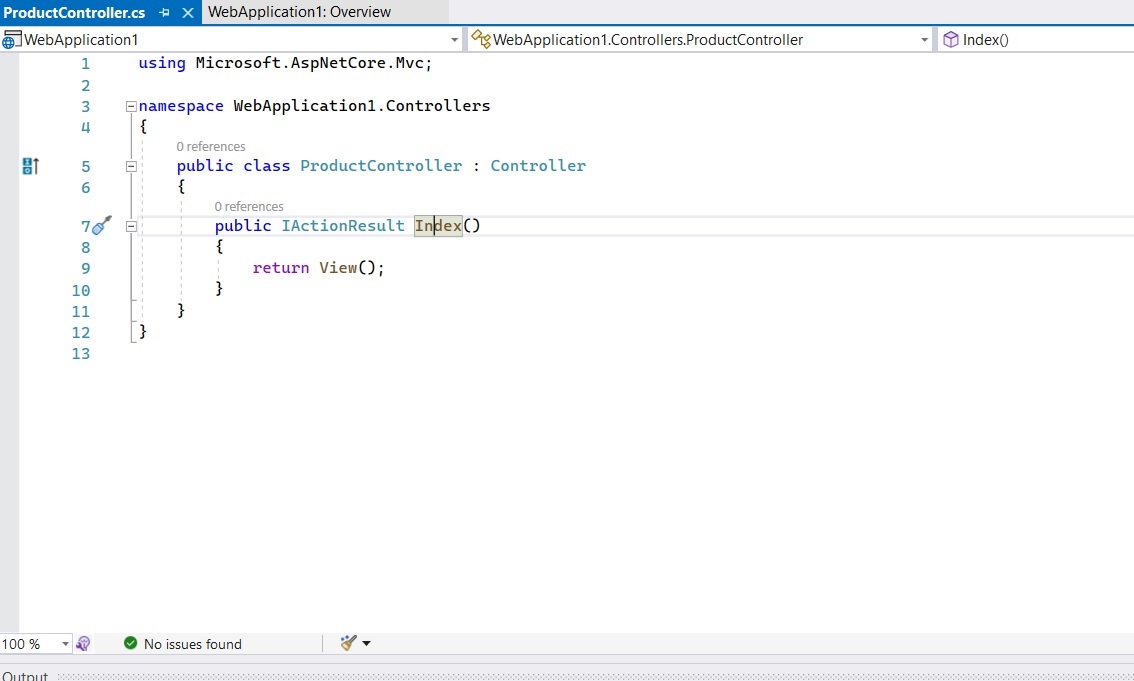 ProductController.cs WebApplication1: Overview
WebApplication1 WebApplication1.Controllers.ProductController Index()
1 using Microsoft.AspNetCore.Mvc;
2
3 namespace WebApplication1.Controllers
4 {
0 references
5 public class ProductController : Controller
6 {
0 references
7 public IActionResult Index()
8 {
9 return View();
10 }
11 }
12 }
13
100 % No issues found
Output